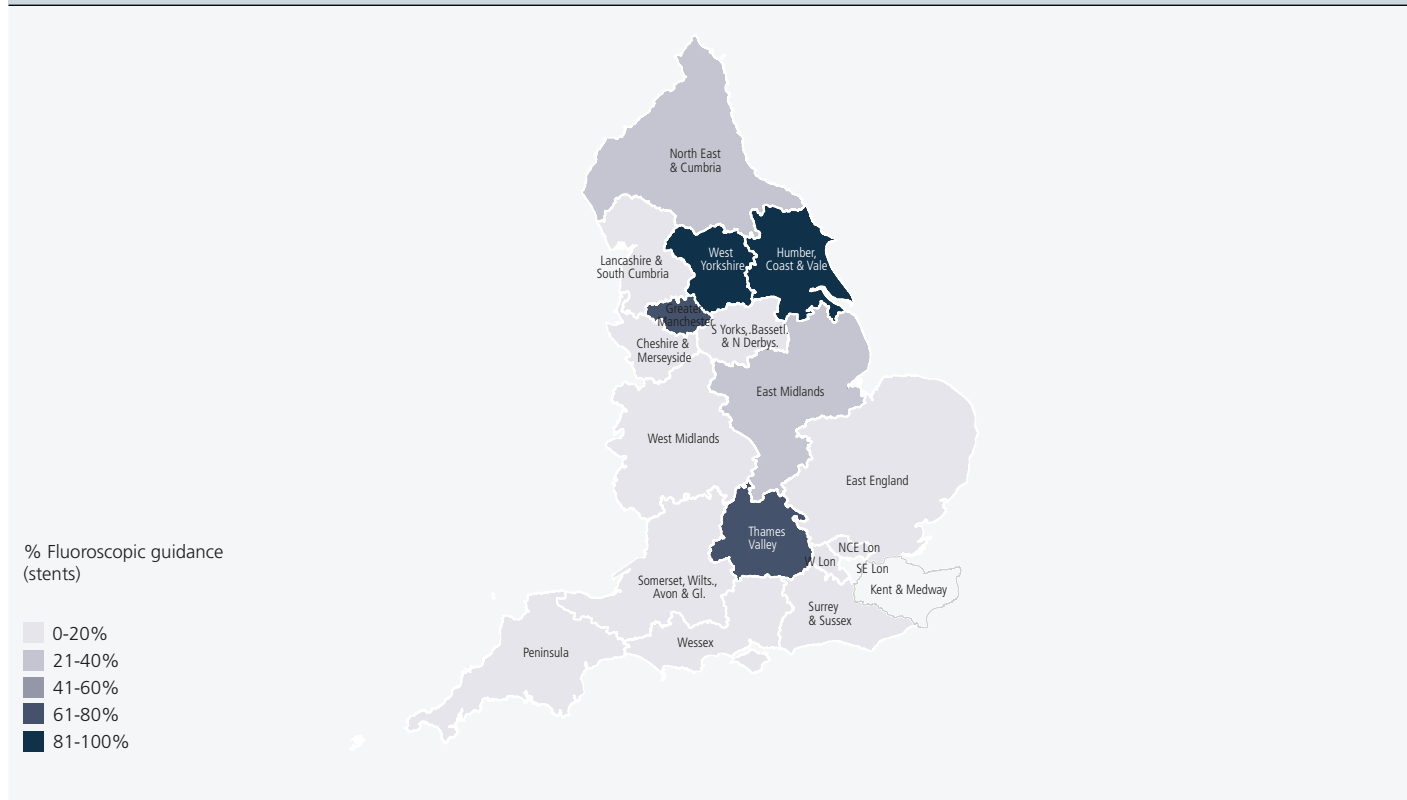 North East
& Cumbria
West
Yorkshire
Humber,
Coast & Vale
Lancashire &
South Cumbria
Greater
Manchester
S Yorks,.Bassetl.
& N Derbys.
Cheshire &
Merseyside
East Midlands
West Midlands
East England
Thames
Valley
NCE Lon
W Lon
SE Lon
Kent & Medway
Somerset, Wilts.,
Avon & Gl.
Surrey
& Sussex
Wessex
Peninsula
% Fluoroscopic guidance
(stents)
0-20%
21-40%
41-60%
61-80%
81-100%